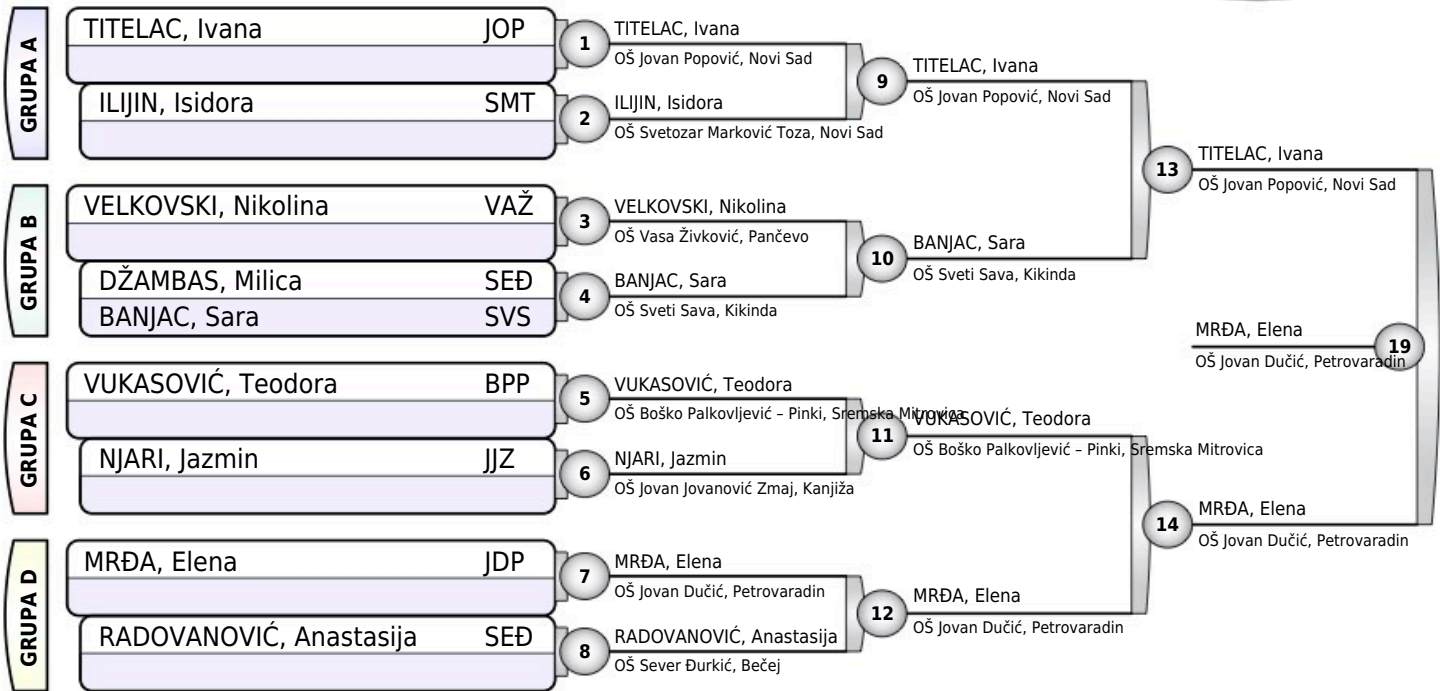 GRUPA A
TITELAC, Ivana JOP
ILIJIN, Isidora SMT
1
TITELAC, Ivana
OŠ Jovan Popović, Novi Sad
2
ILIJIN, Isidora
OŠ Svetozar Marković Toza, Novi Sad
9
TITELAC, Ivana
OŠ Jovan Popović, Novi Sad
GRUPA B
VELKOVSKI, Nikolina VAŽ
DŽAMBAS, Milica SEĐ
BANJAC, Sara SVS
3
VELKOVSKI, Nikolina
OŠ Vasa Živković, Pančevo
4
BANJAC, Sara
OŠ Sveti Sava, Kikinda
10
BANJAC, Sara
OŠ Sveti Sava, Kikinda
13
TITELAC, Ivana
OŠ Jovan Popović, Novi Sad
GRUPA C
VUKASOVIĆ, Teodora BPP
NJARI, Jazmin JJZ
5
VUKASOVIĆ, Teodora
OŠ Boško Palkovljević – Pinki, Sremska Mitrovica
6
NJARI, Jazmin
OŠ Jovan Jovanović Zmaj, Kanjiža
11
VUKASOVIĆ, Teodora
OŠ Boško Palkovljević – Pinki, Sremska Mitrovica
GRUPA D
MRĐA, Elena JDP
RADOVANOVIĆ, Anastasija SEĐ
7
MRĐA, Elena
OŠ Jovan Dučić, Petrovaradin
8
RADOVANOVIĆ, Anastasija
OŠ Sever Đurkić, Bečej
12
MRĐA, Elena
OŠ Jovan Dučić, Petrovaradin
14
MRĐA, Elena
OŠ Jovan Dučić, Petrovaradin
MRĐA, Elena
OŠ Jovan Dučić, Petrovaradin
19